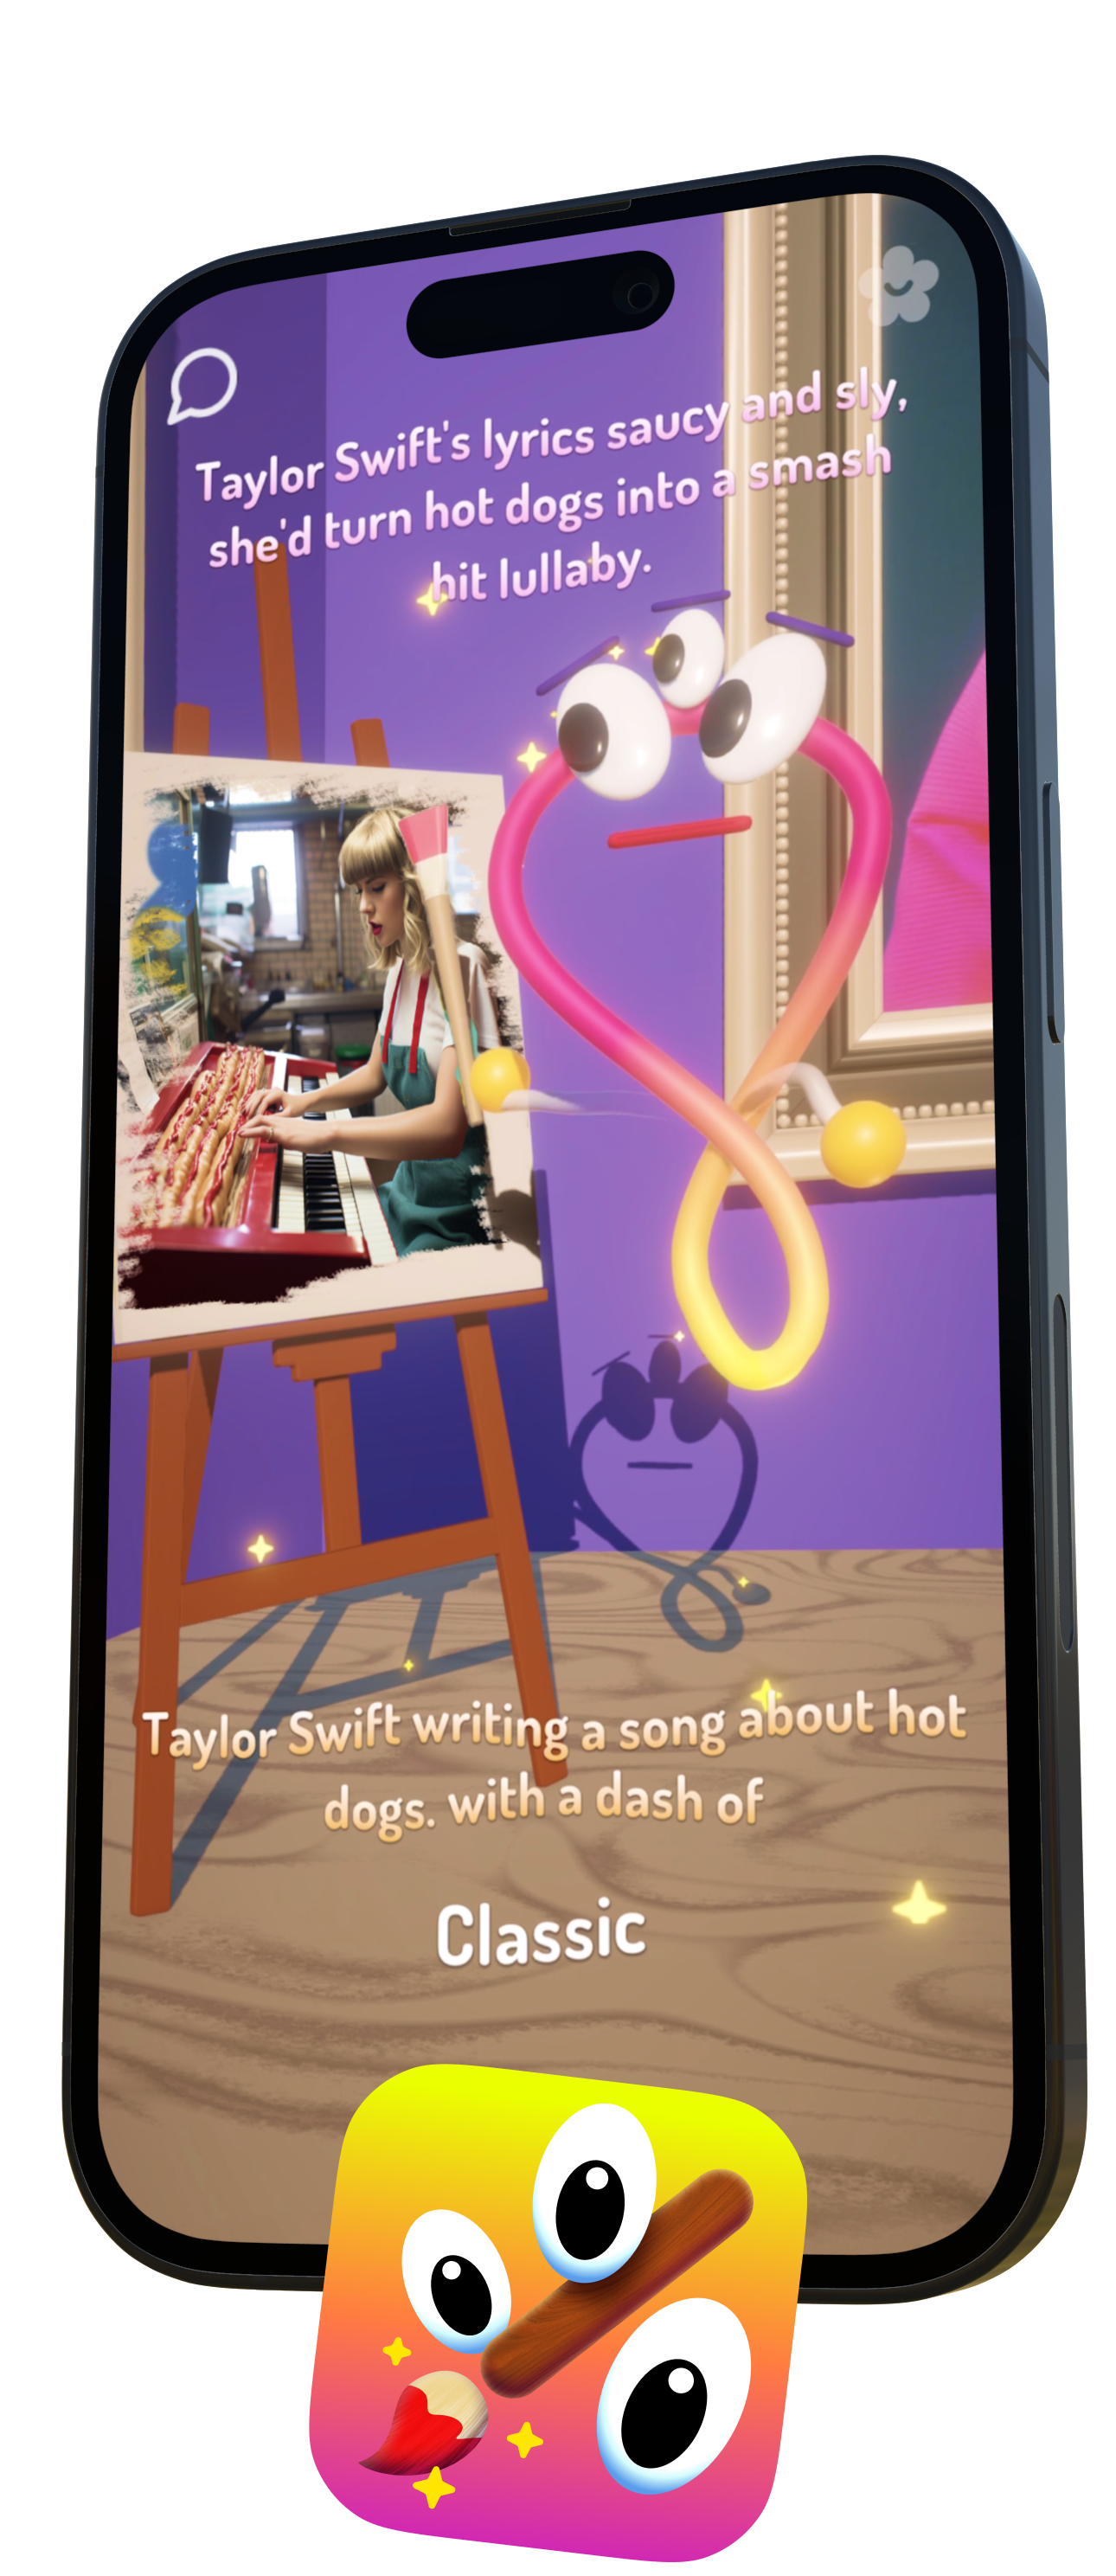 Taylor Swift's lyrics saucy and sly,
she'd turn hot dogs into a smash
hit lullaby.
Taylor Swift writing a song about hot
dogs. with a dash of
Classic